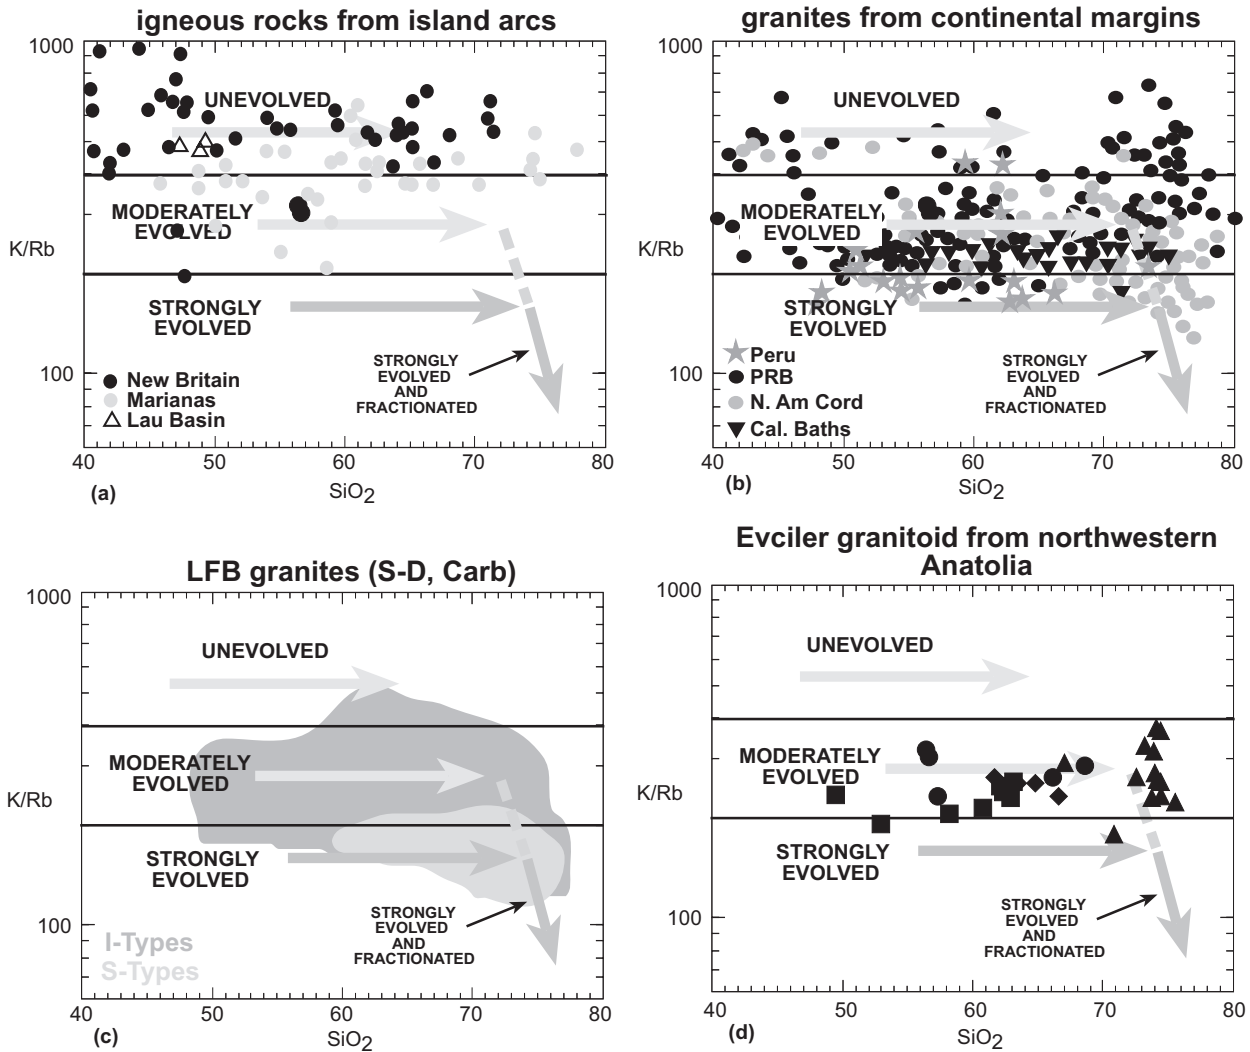 igneous rocks from island arcs
1000
UNEVOLVED
MODERATELY
EVOLVED
K/Rb
STRONGLY
EVOLVED
STRONGLY
EVOLVED
AND
FRACTIONATED
100
New Britain
Marianas
Lau Basin
40 50 60 70 80
(a)
SiO2
granites from continental margins
1000
UNEVOLVED
MODERATELY
EVOLVED
K/Rb
STRONGLY
EVOLVED
STRONGLY
EVOLVED
AND
FRACTIONATED
100
Peru
PRB
N. Am Cord
Cal. Baths
40 50 60 70 80
(b)
SiO2
LFB granites (S-D, Carb)
1000
UNEVOLVED
MODERATELY
EVOLVED
K/Rb
STRONGLY
EVOLVED
STRONGLY
EVOLVED
AND
FRACTIONATED
100
I-Types
S-Types
40 50 60 70 80
(c)
SiO2
Evciler granitoid from northwestern
Anatolia
1000
UNEVOLVED
MODERATELY
EVOLVED
K/Rb
STRONGLY
EVOLVED
STRONGLY
EVOLVED
AND
FRACTIONATED
100
40 50 60 70 80
(d)
SiO2